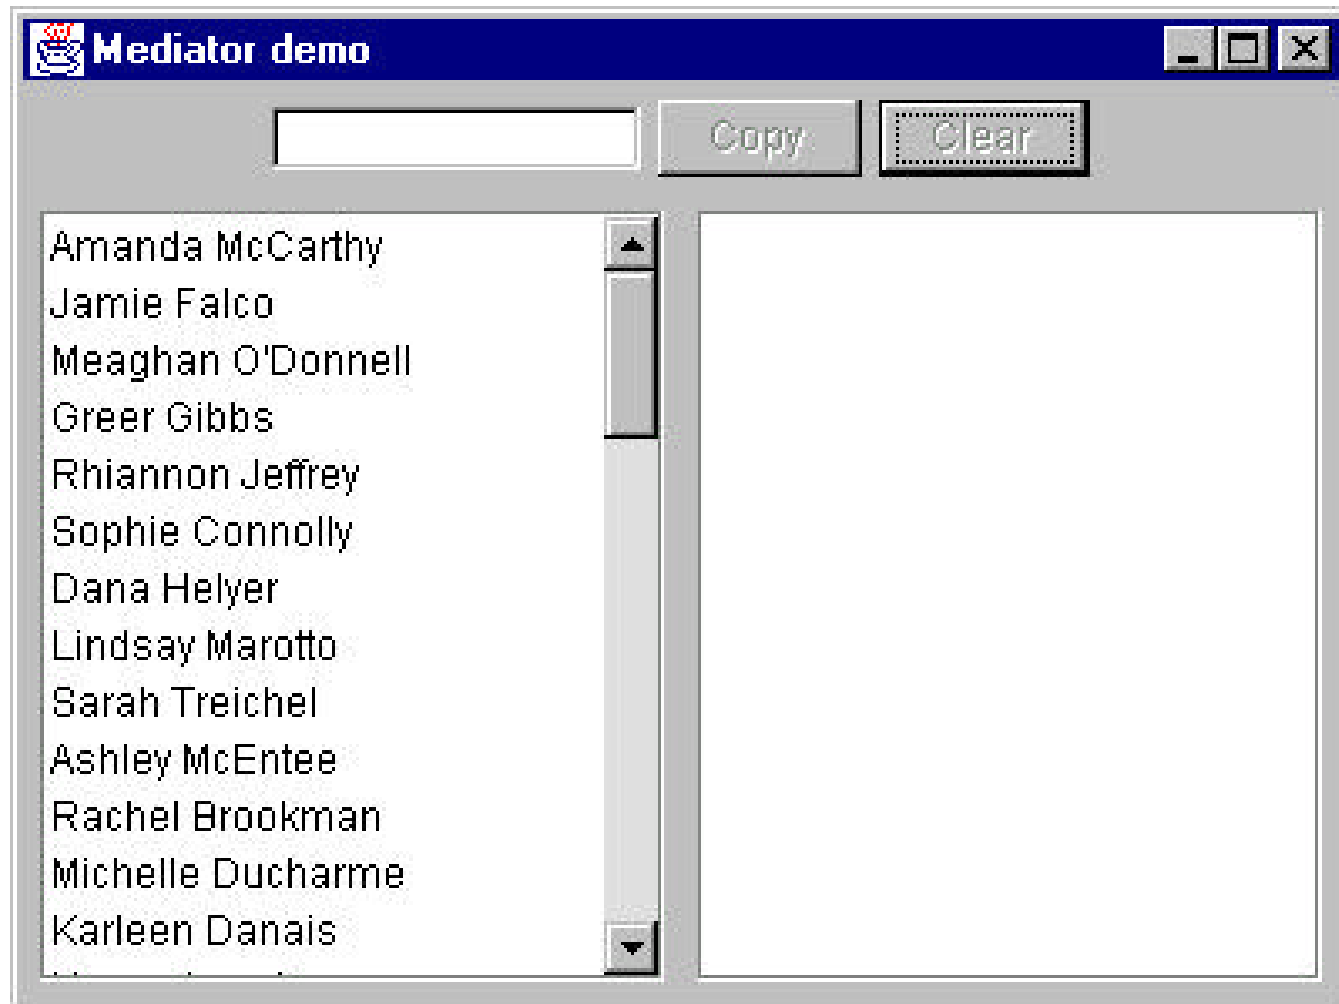 Mediator demo
Copy
Clear
Amanda McCarthy
Jamie Falco
Meaghan O'Donnell
Greer Gibbs
Rhiannon Jeffrey
Sophie Connolly
Dana Helyer
Lindsay Marotto
Sarah Treichel
Ashley McEntee
Rachel Brookman
Michelle Ducharme
Karleen Danais